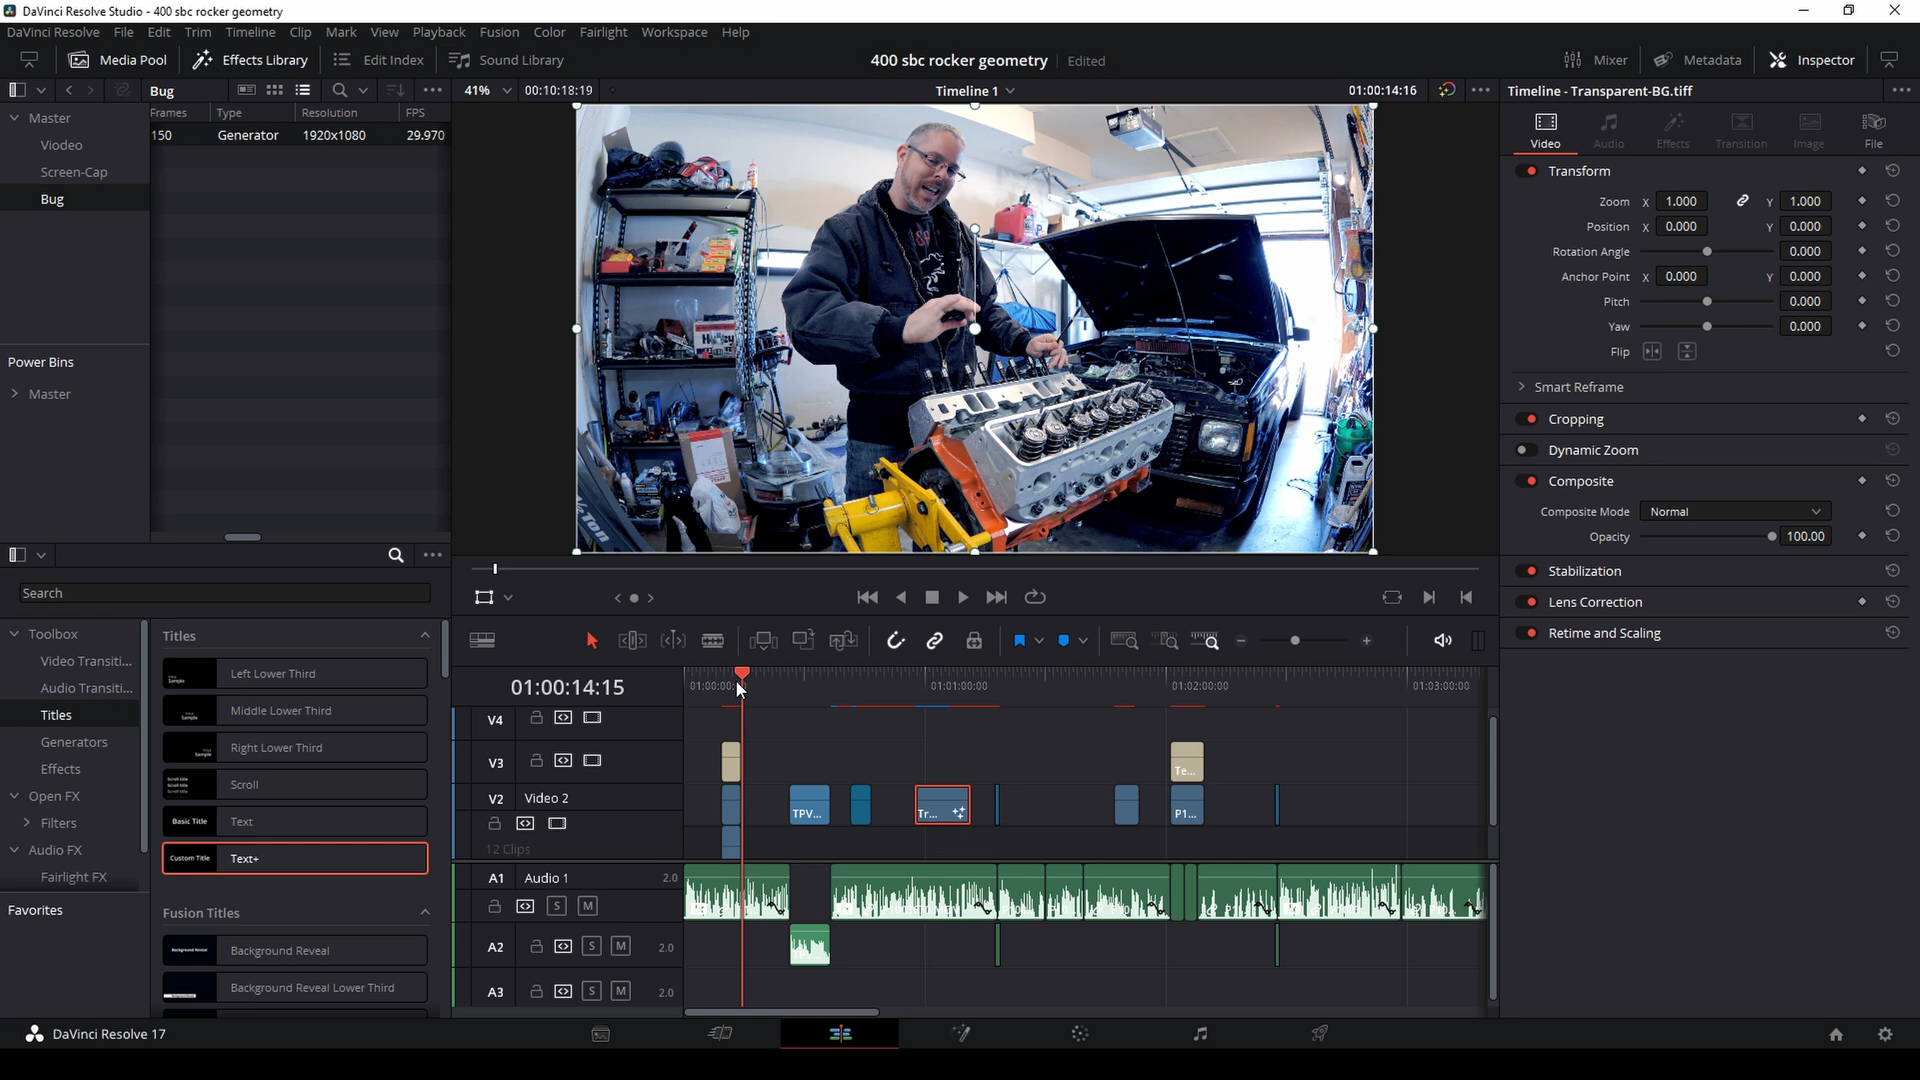 DaVinci Resolve Studio - 400 sbc rocker geometry
DaVinci Resolve File Edit Trim Timeline Clip Mark View Playback Fusion Color Fairlight Workspace Help
Media Pool Effects Library Edit Index Sound Library 400 sbc rocker geometry Edited Mixer Metadata Inspector
Bug 41% 00:10:18:19 Timeline 1 01:00:14:16 Timeline - Transparent-BG.tiff
Frames Type Resolution FPS
150 Generator 1920x1080 29.970
Master
Viodeo
Screen-Cap
Bug
Power Bins
Master
Video Audio Effects Transition Image File
Transform
Zoom X 1.000 Y 1.000
Position X 0.000 Y 0.000
Rotation Angle 0.000
Anchor Point X 0.000 Y 0.000
Pitch 0.000
Yaw 0.000
Flip
Smart Reframe
Cropping
Dynamic Zoom
Composite
Composite Mode Normal
Opacity 100.00
Stabilization
Lens Correction
Retime and Scaling
Search
Toolbox
Video Transiti...
Audio Transiti...
Titles
Generators
Effects
Open FX
Filters
Audio FX
Fairlight FX
Favorites
Titles
Sample Left Lower Third
Sample Middle Lower Third
Sample Right Lower Third
Scroll
Basic Title Text
Custom Title Text+
Fusion Titles
Background Reveal Background Reveal
Background Reveal Lower Third
01:00:14:15 01:00:00 01:01:00:00 01:02:00:00 01:03:00:00
V4
V3 Te...
V2 Video 2 TPV... Tr... P1...
12 Clips
A1 Audio 1 2.0
S M
A2 S M 2.0
A3 S M 2.0
DaVinci Resolve 17